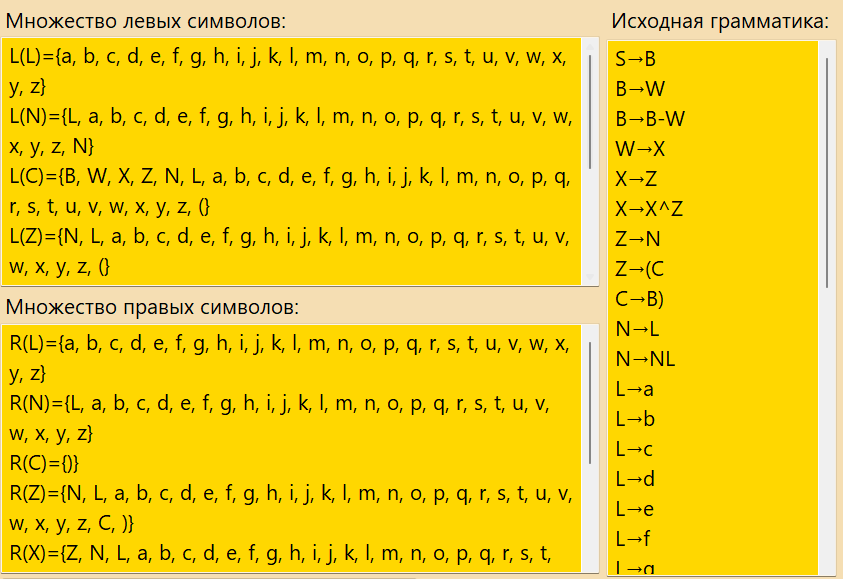 Множество левых символов:
L(L)={a, b, c, d, e, f, g, h, i, j, k, l, m, n, o, p, q, r, s, t, u, v, w, x,
y, z}
L(N)={L, a, b, c, d, e, f, g, h, i, j, k, l, m, n, o, p, q, r, s, t, u, v, w,
x, y, z, N}
L(C)={B, W, X, Z, N, L, a, b, c, d, e, f, g, h, i, j, k, l, m, n, o, p, q,
r, s, t, u, v, w, x, y, z, (}
L(Z)={N, L, a, b, c, d, e, f, g, h, i, j, k, l, m, n, o, p, q, r, s, t, u, v,
w, x, y, z, (}
Множество правых символов:
R(L)={a, b, c, d, e, f, g, h, i, j, k, l, m, n, o, p, q, r, s, t, u, v, w, x,
y, z}
R(N)={L, a, b, c, d, e, f, g, h, i, j, k, l, m, n, o, p, q, r, s, t, u, v,
w, x, y, z}
R(C)={)}
R(Z)={N, L, a, b, c, d, e, f, g, h, i, j, k, l, m, n, o, p, q, r, s, t, u, v,
w, x, y, z, C, )}
R(X)={Z, N, L, a, b, c, d, e, f, g, h, i, j, k, l, m, n, o, p, q, r, s, t,
Исходная грамматика:
S→B
B→W
B→B-W
W→X
X→Z
X→X^Z
Z→N
Z→(C
C→B)
N→L
N→NL
L→a
L→b
L→c
L→d
L→e
L→f
L→g